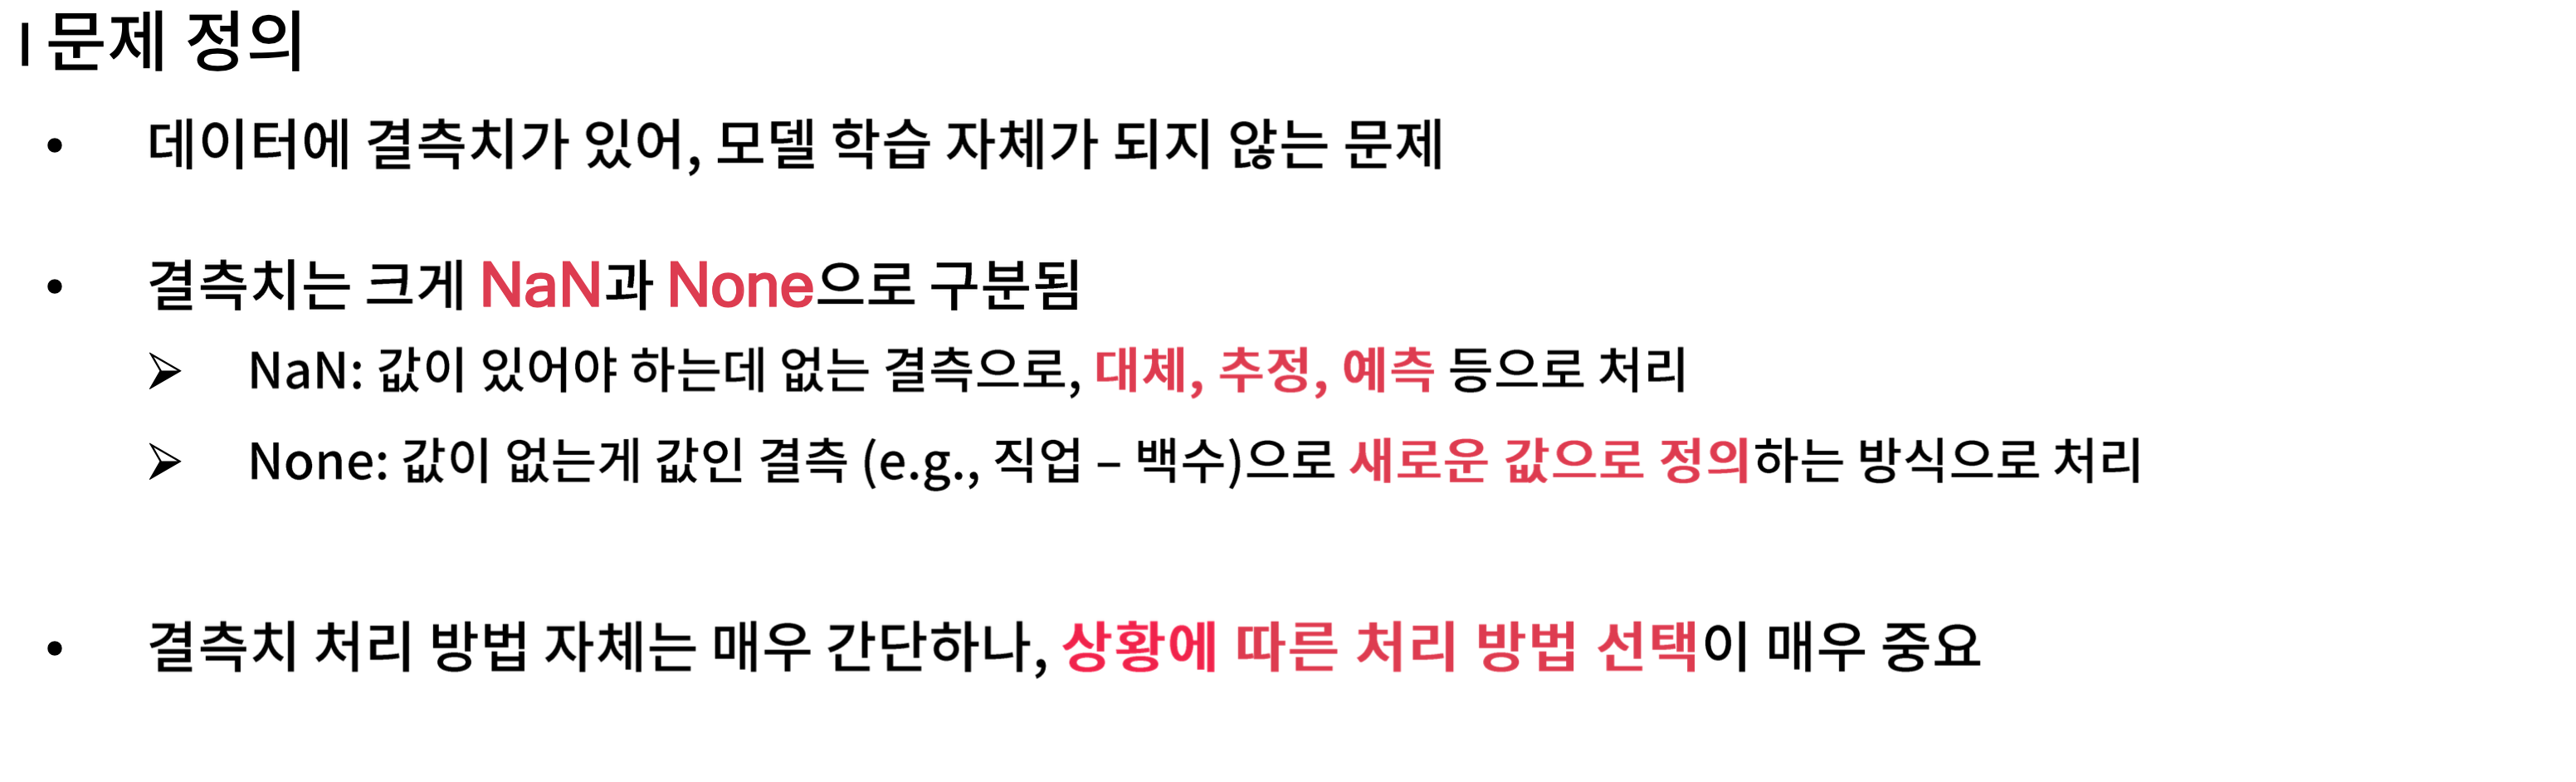 | 문제 정의
• 데이터에 결측치가 있어, 모델 학습 자체가 되지 않는 문제
• 결측치는 크게 NaN과 None으로 구분됨
➢ NaN: 값이 있어야 하는데 없는 결측으로, 대체, 추정, 예측 등으로 처리
➢ None: 값이 없는게 값인 결측 (e.g., 직업 – 백수)으로 새로운 값으로 정의하는 방식으로 처리
• 결측치 처리 방법 자체는 매우 간단하나, 상황에 따른 처리 방법 선택이 매우 중요